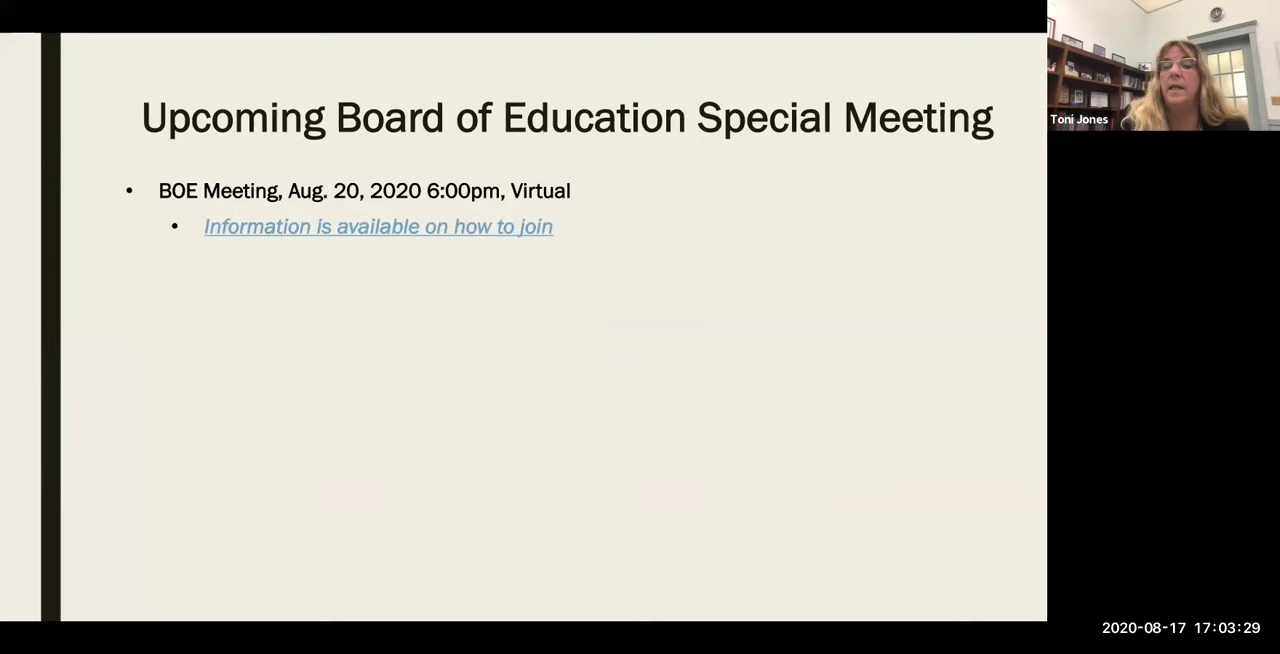 Upcoming Board of Education Special Meeting
• BOE Meeting, Aug. 20, 2020 6:00pm, Virtual
• Information is available on how to join
Toni Jones
2020-08-17 17:03:29